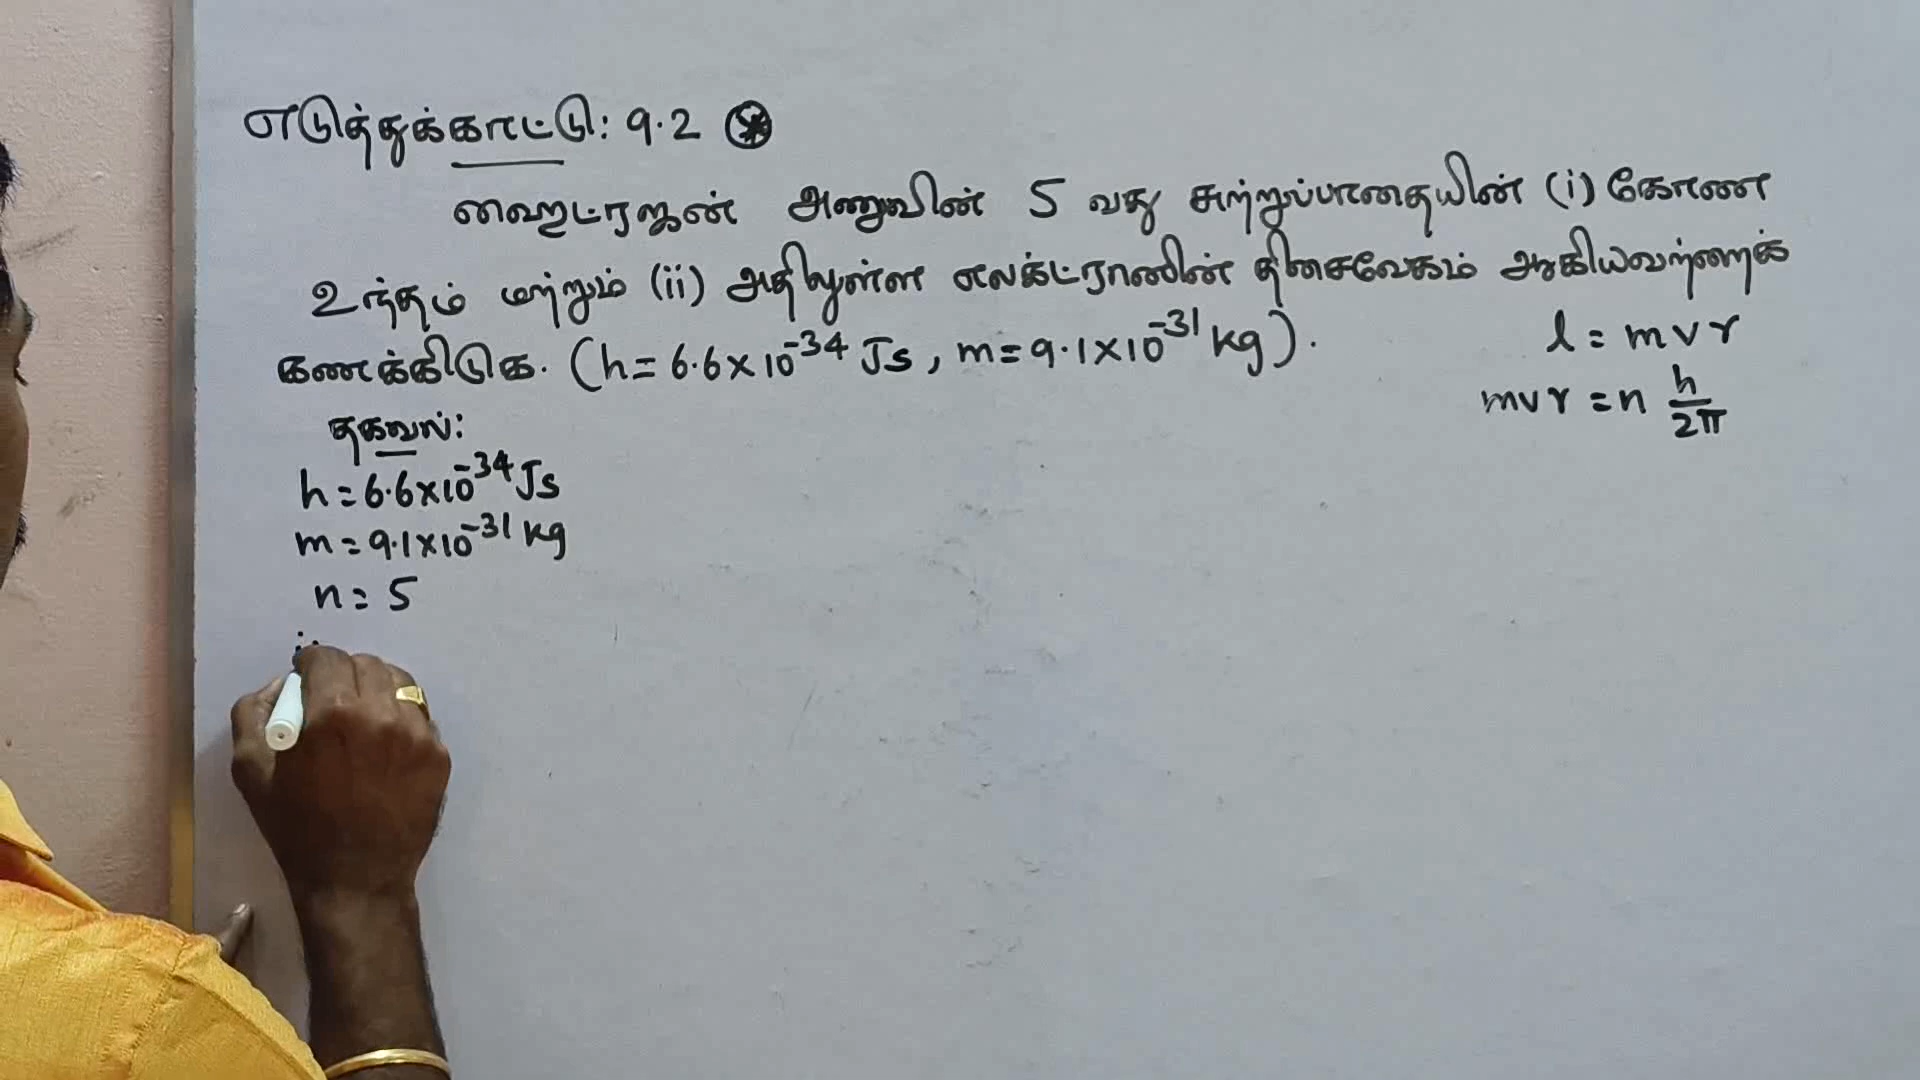 எடுத்துக்காட்டு: 9.2
ஹைட்ரஜன் அணுவின் 5 வது சுற்றுப்பாதையின் (i) கோண
உந்தம் மற்றும் (ii) அதிலுள்ள எலக்ட்ரானின் திசைவேகம் ஆகியவற்றைக்
கணக்கிடுக. (h = 6.6 × 10⁻³⁴ Js, m = 9.1×10⁻³¹ kg).
l = mvr
mvr = n h/2π
தகவல்:
h = 6.6×10⁻³⁴ Js
m = 9.1×10⁻³¹ kg
n = 5